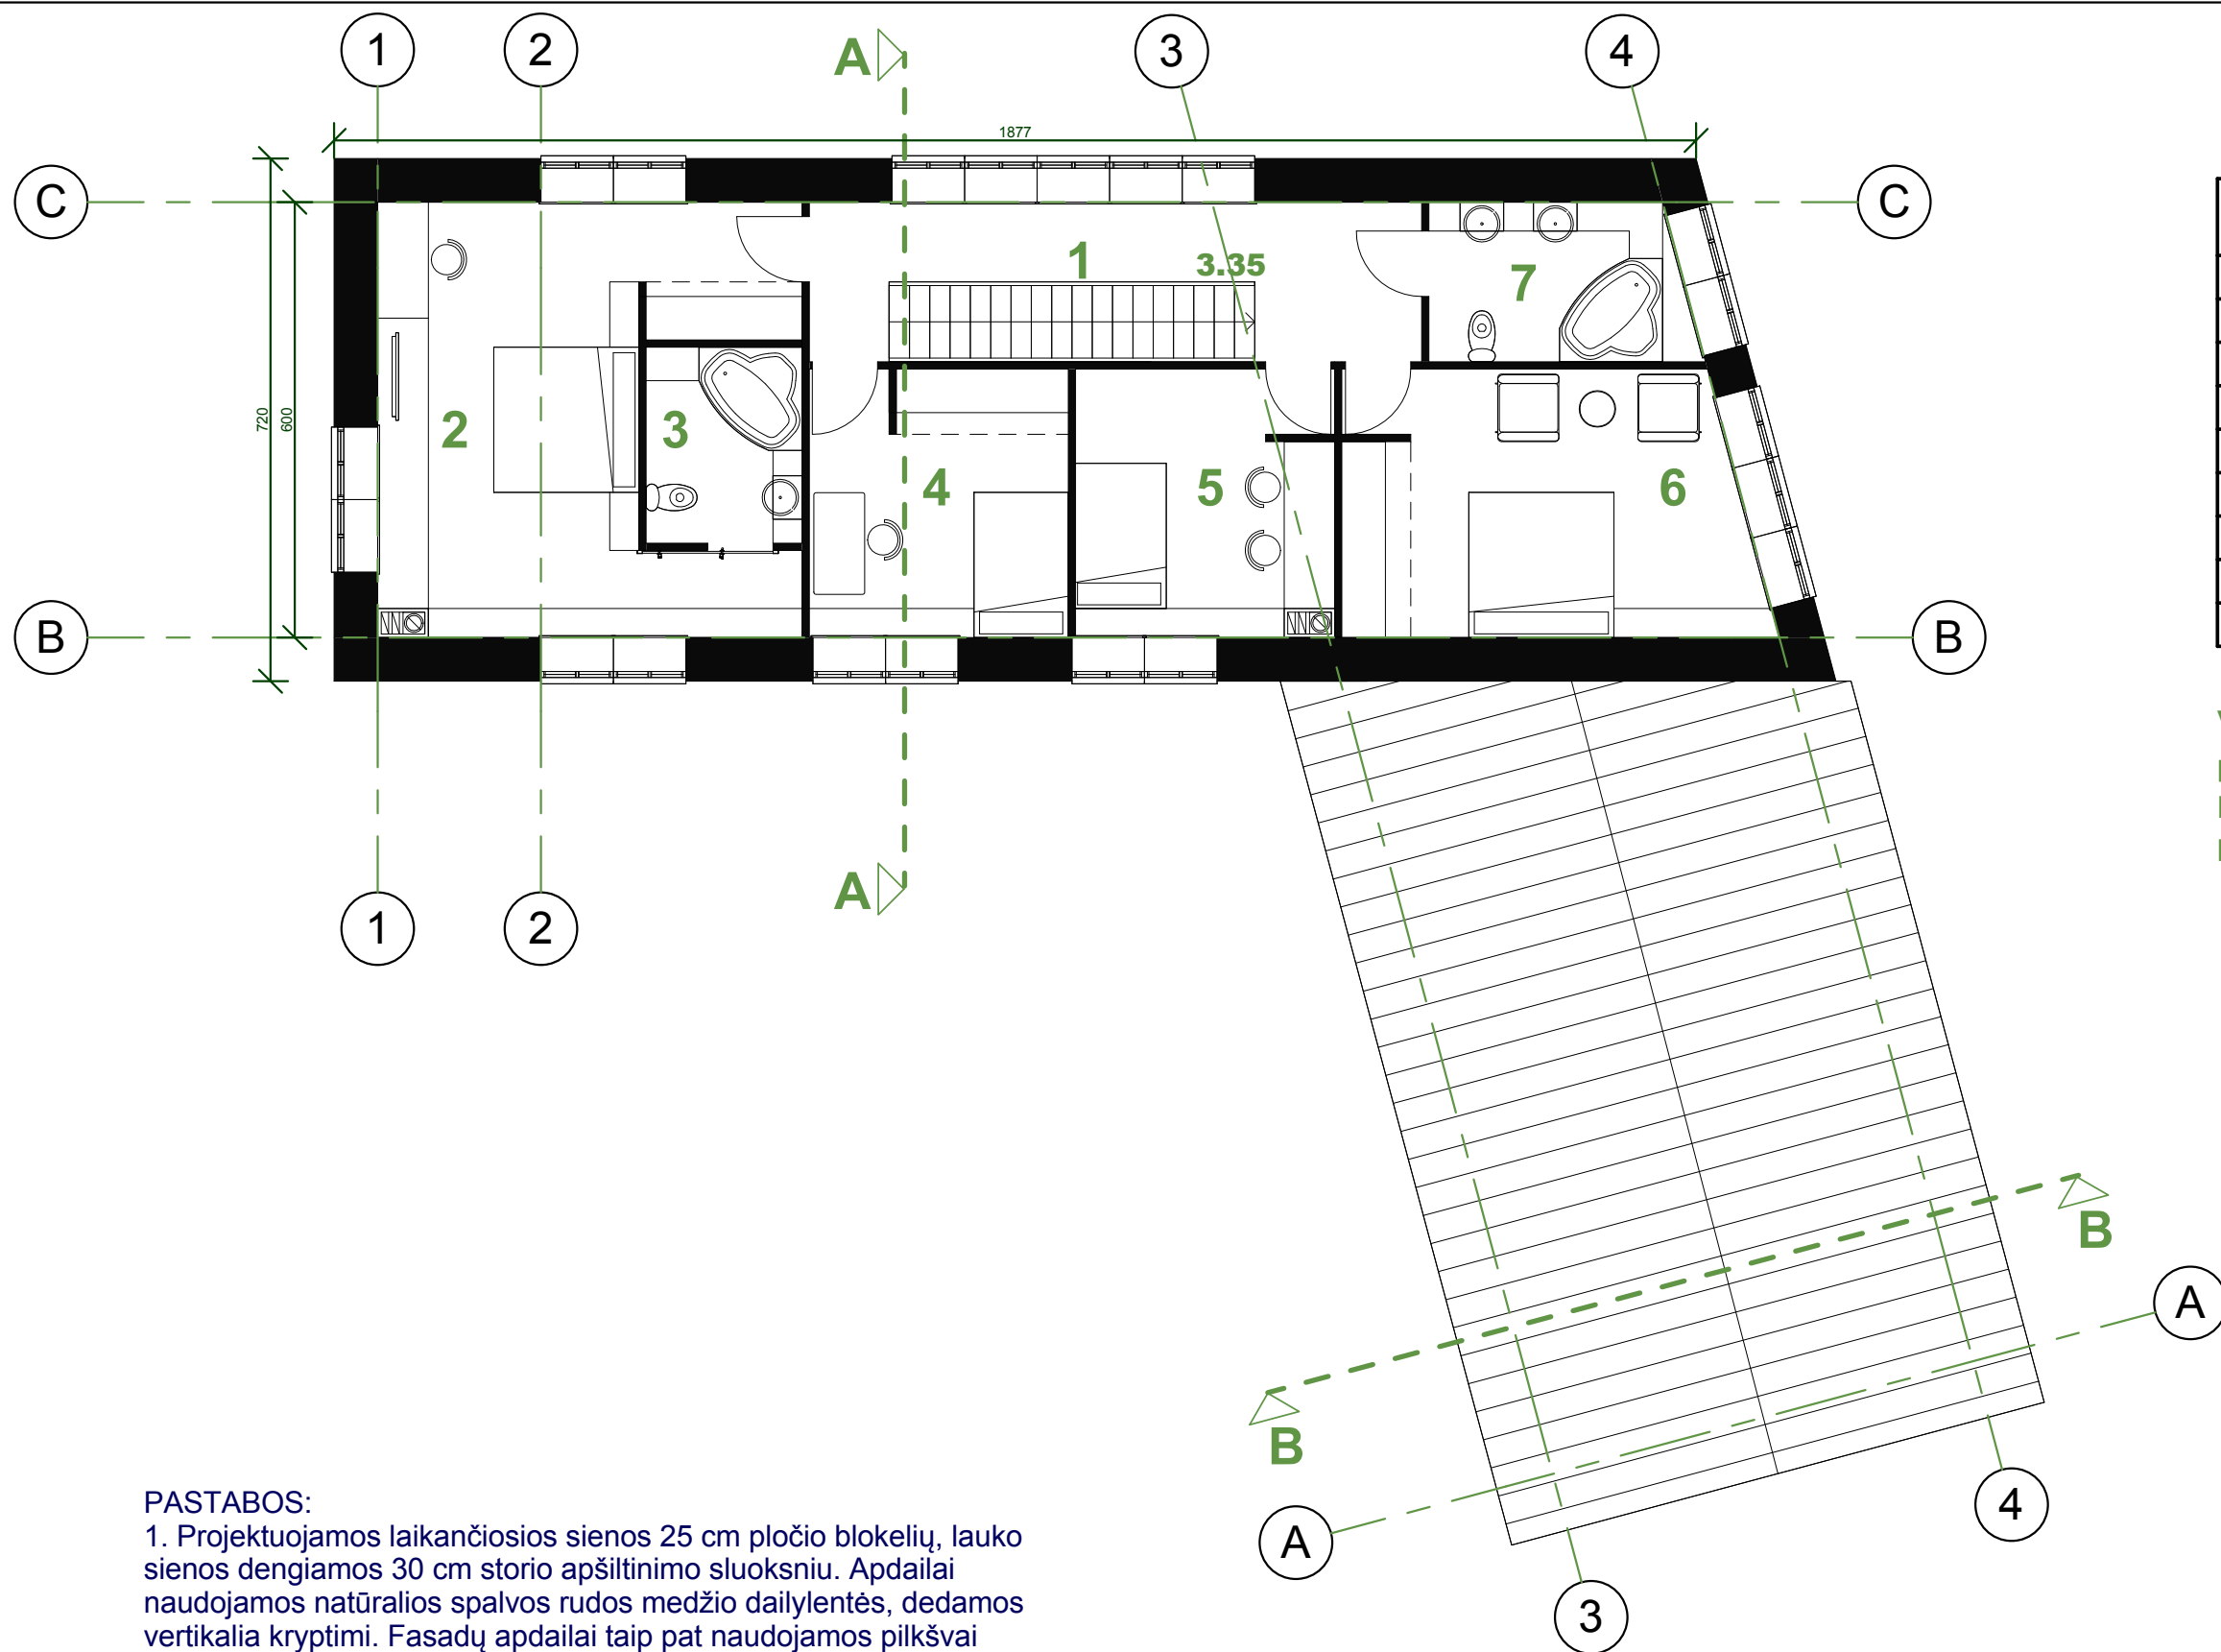 1
2
A
3
4
1877
C
C
1
3.35
7
720
600
2
3
4
5
6
B
B
A
1
2
B
A
B
A
4
3
PASTABOS:
1. Projektuojamos laikančiosios sienos 25 cm pločio blokelių, lauko
sienos dengiamos 30 cm storio apšiltinimo sluoksniu. Apdailai
naudojamos natūralios spalvos rudos medžio dailylentės, dedamos
vertikalia kryptimi. Fasadų apdailai taip pat naudojamos pilkšvai